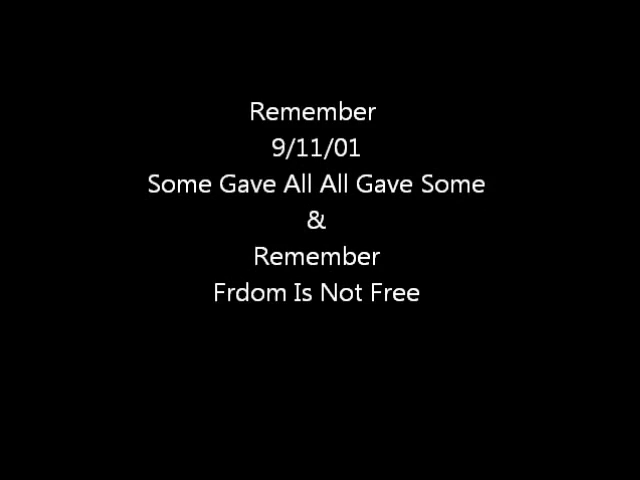 Remember
9/11/01
Some Gave All All Gave Some
&
Remember
Frdom Is Not Free